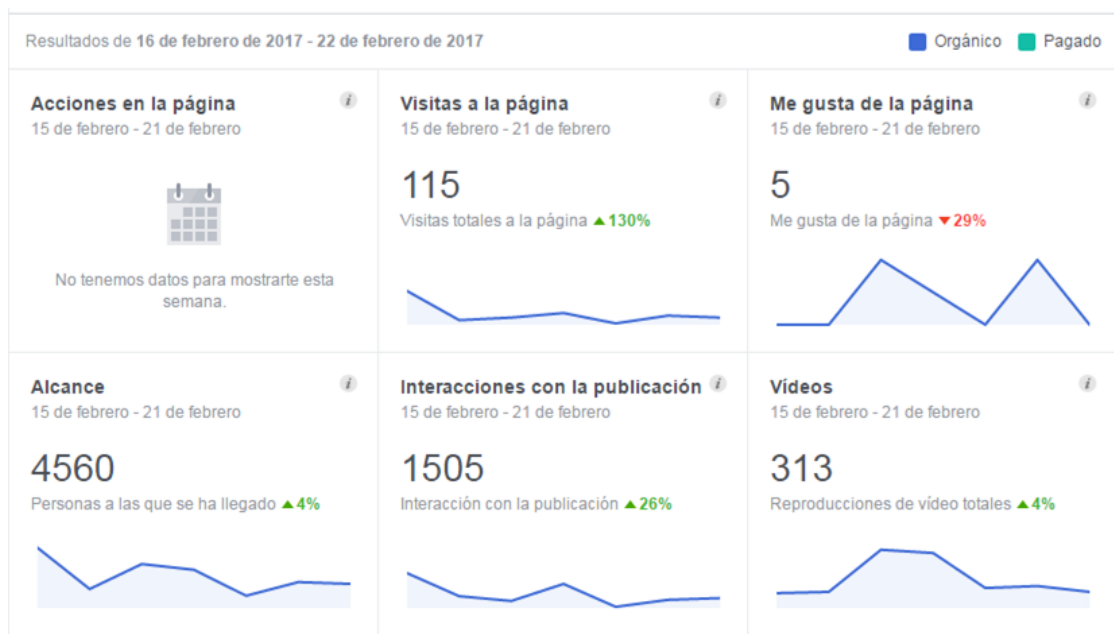 Resultados de 16 de febrero de 2017 - 22 de febrero de 2017
Orgánico
Pagado
Acciones en la página
15 de febrero - 21 de febrero
No tenemos datos para mostrarte esta
semana.
Visitas a la página
15 de febrero - 21 de febrero
115
Visitas totales a la página ▲130%
Me gusta de la página
15 de febrero - 21 de febrero
5
Me gusta de la página ▼29%
Alcance
15 de febrero - 21 de febrero
4560
Personas a las que se ha llegado ▲4%
Interacciones con la publicación
15 de febrero - 21 de febrero
1505
Interacción con la publicación ▲26%
Vídeos
15 de febrero - 21 de febrero
313
Reproducciones de vídeo totales ▲4%